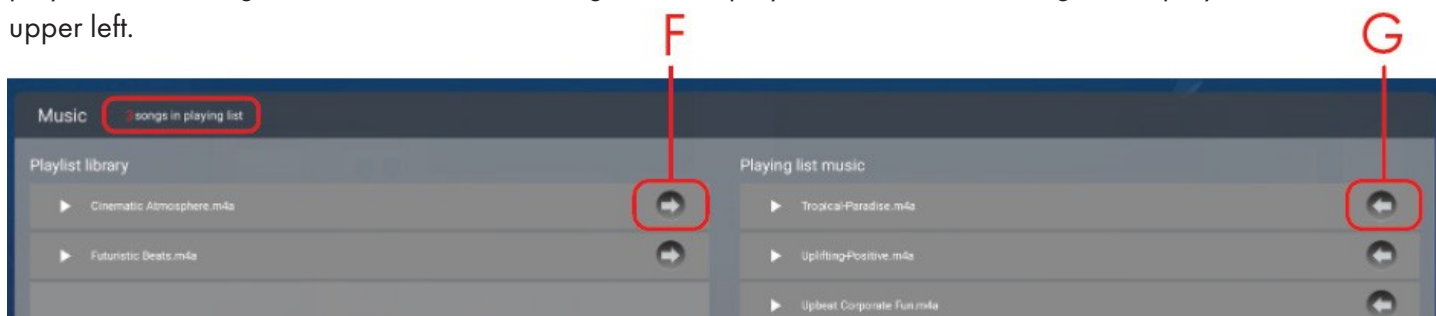 upper left.
F
G
Music 3 songs in playing list
Playlist library
Playing list music
Cinematic Atmosphere.m4a
Tropical-Paradise.m4a
Futuristic Beats.m4a
Uplifting-Positive.m4a
Upbeat Corporate Fun.m4a